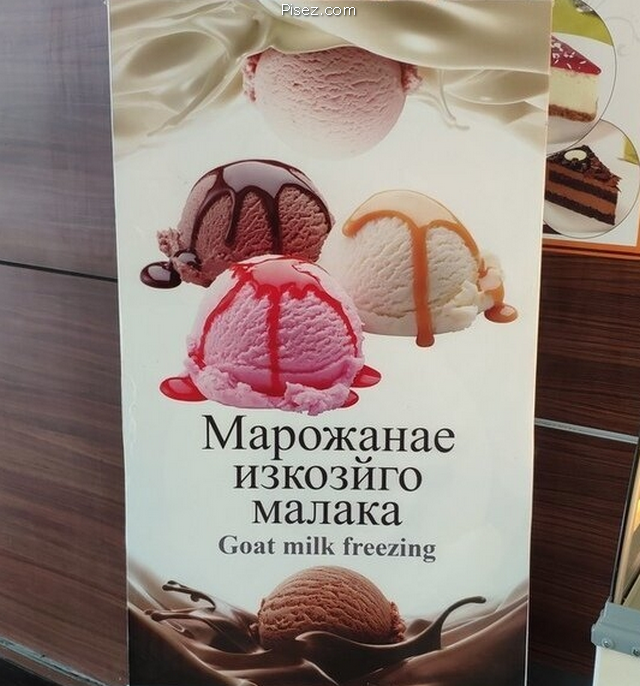 Pisez.com
Марожанае
изкозйго
малака
Goat milk freezing